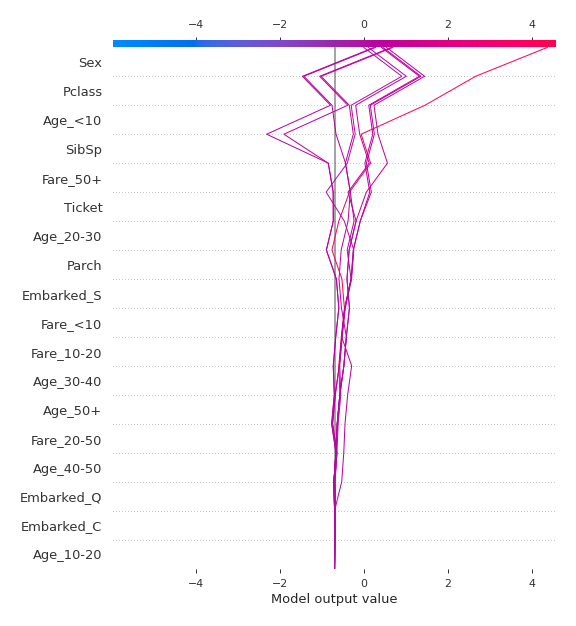 −4 −2 0 2 4
Sex
Pclass
Age_<10
SibSp
Fare_50+
Ticket
Age_20-30
Parch
Embarked_S
Fare_<10
Fare_10-20
Age_30-40
Age_50+
Fare_20-50
Age_40-50
Embarked_Q
Embarked_C
Age_10-20
−4 −2 0 2 4
Model output value